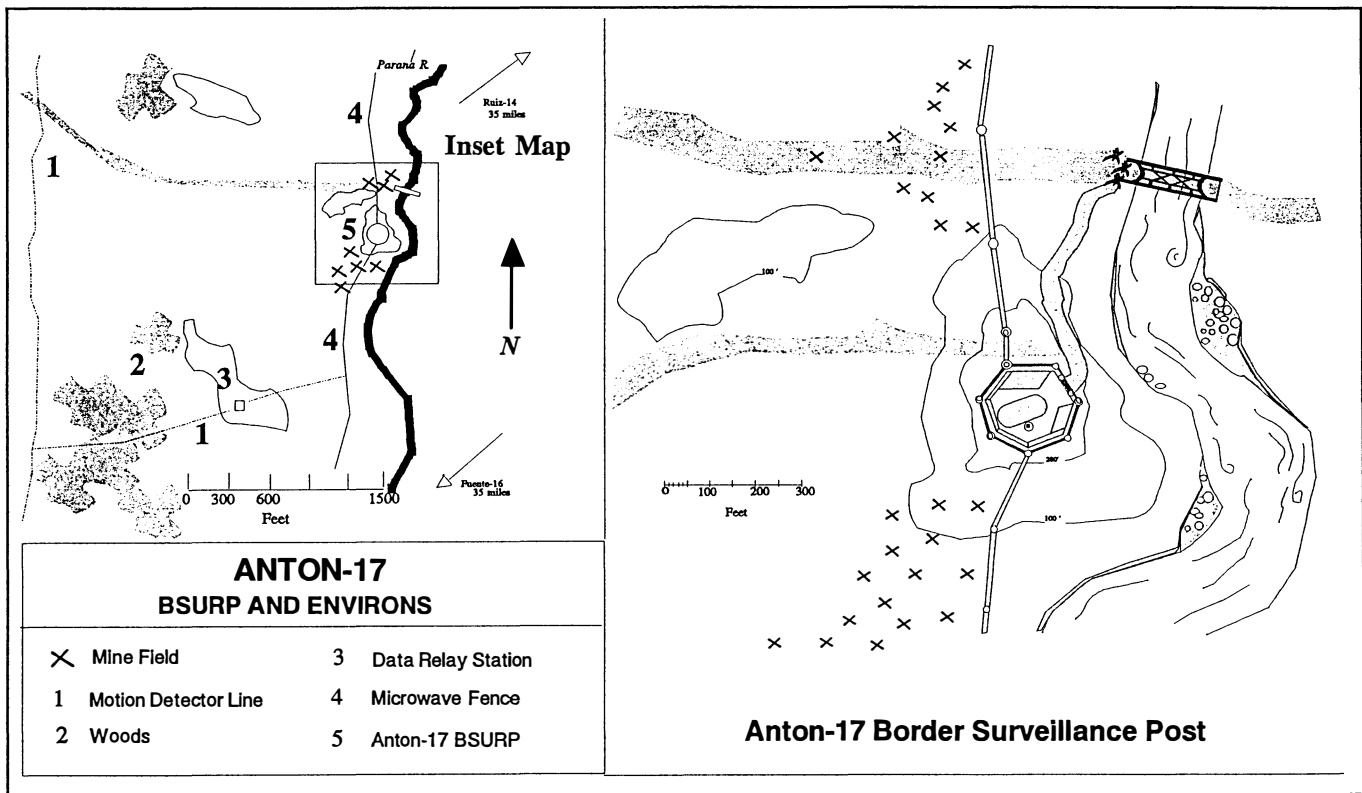 Parana R.
Ruiz-14
35 miles
4
Inset Map
1
5
N
4
2
3
1
Puente-16
35 miles
0 300 600 1500
Feet
ANTON-17
BSURP AND ENVIRONS
Mine Field
1 Motion Detector Line
2 Woods
3 Data Relay Station
4 Microwave Fence
5 Anton-17 BSURP
100'
280'
100'
0 100 200 300
Feet
Anton-17 Border Surveillance Post